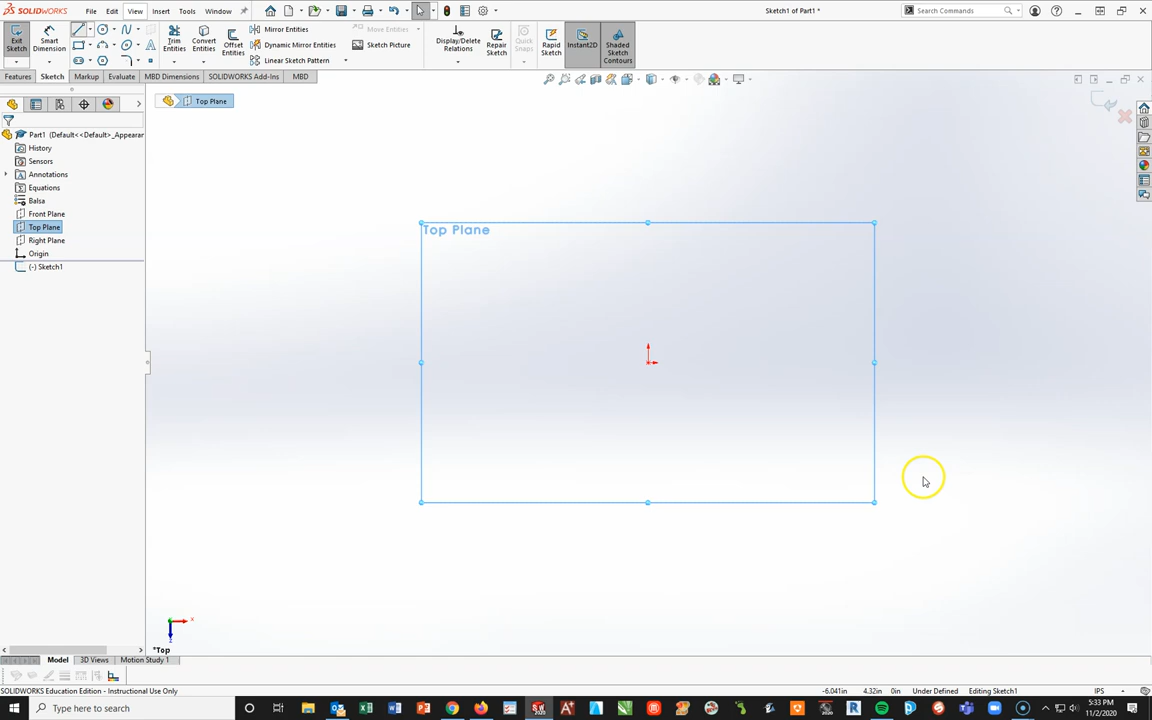 SOLIDWORKS
File
Edit
View
Insert
Tools
Window
Sketch1 of Part1 *
Search Commands
Exit Sketch
Smart Dimension
Trim Entities
Convert Entities
Offset Entities
Mirror Entities
Dynamic Mirror Entities
Linear Sketch Pattern
Move Entities
Sketch Picture
Display/Delete Relations
Repair Sketch
Quick Snaps
Rapid Sketch
Instant2D
Shaded Sketch Contours
Features
Sketch
Markup
Evaluate
MBD Dimensions
SOLIDWORKS Add-Ins
MBD
Top Plane
Part1 (Default<<Default>_Appearar
History
Sensors
Annotations
Equations
Balsa
Front Plane
Top Plane
Right Plane
Origin
(-) Sketch1
Top Plane
*Top
Model
3D Views
Motion Study 1
SOLIDWORKS Education Edition - Instructional Use Only
-6.041in
4.32in
0in
Under Defined
Editing Sketch1
IPS
Type here to search
5:33 PM
11/2/2020